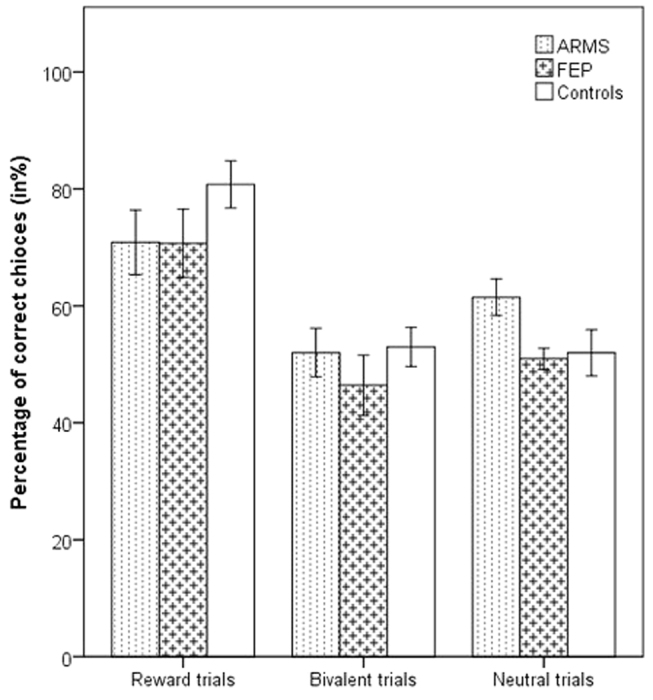 ARMS
FEP
Controls
100
80
60
40
20
0
Percentage of correct chioces (in%)
Reward trials
Bivalent trials
Neutral trials